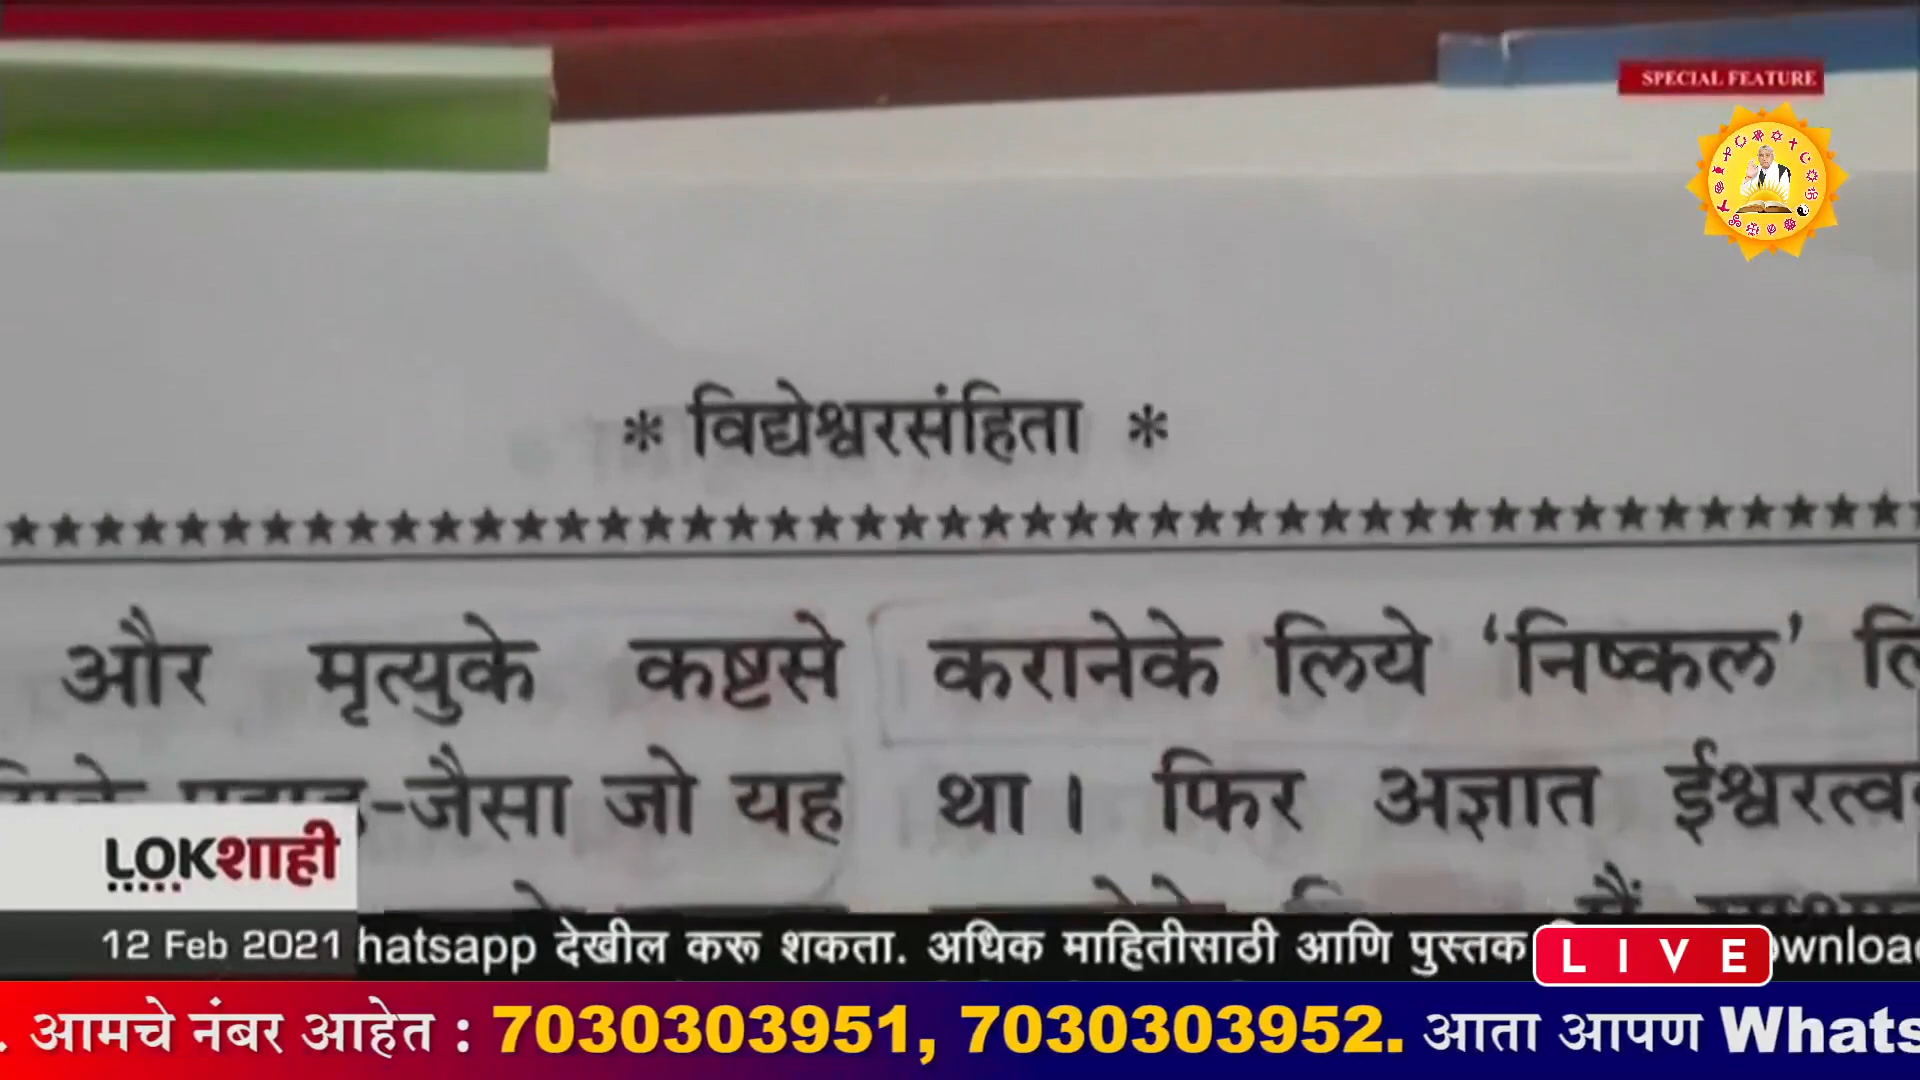 SPECIAL FEATURE
* विद्येश्वरसंहिता *
और मृत्युके कष्टसे
-जैसा जो यह
करानेके लिये ‘निष्कल’
था। फिर अज्ञात
LOKशाही
12 Feb 2021
hatsapp देखील करू शकता. अधिक माहितीसाठी आणि पुस्तक
LIVE
. आमचे नंबर आहेत : 7030303951, 7030303952. आता आपण Whats